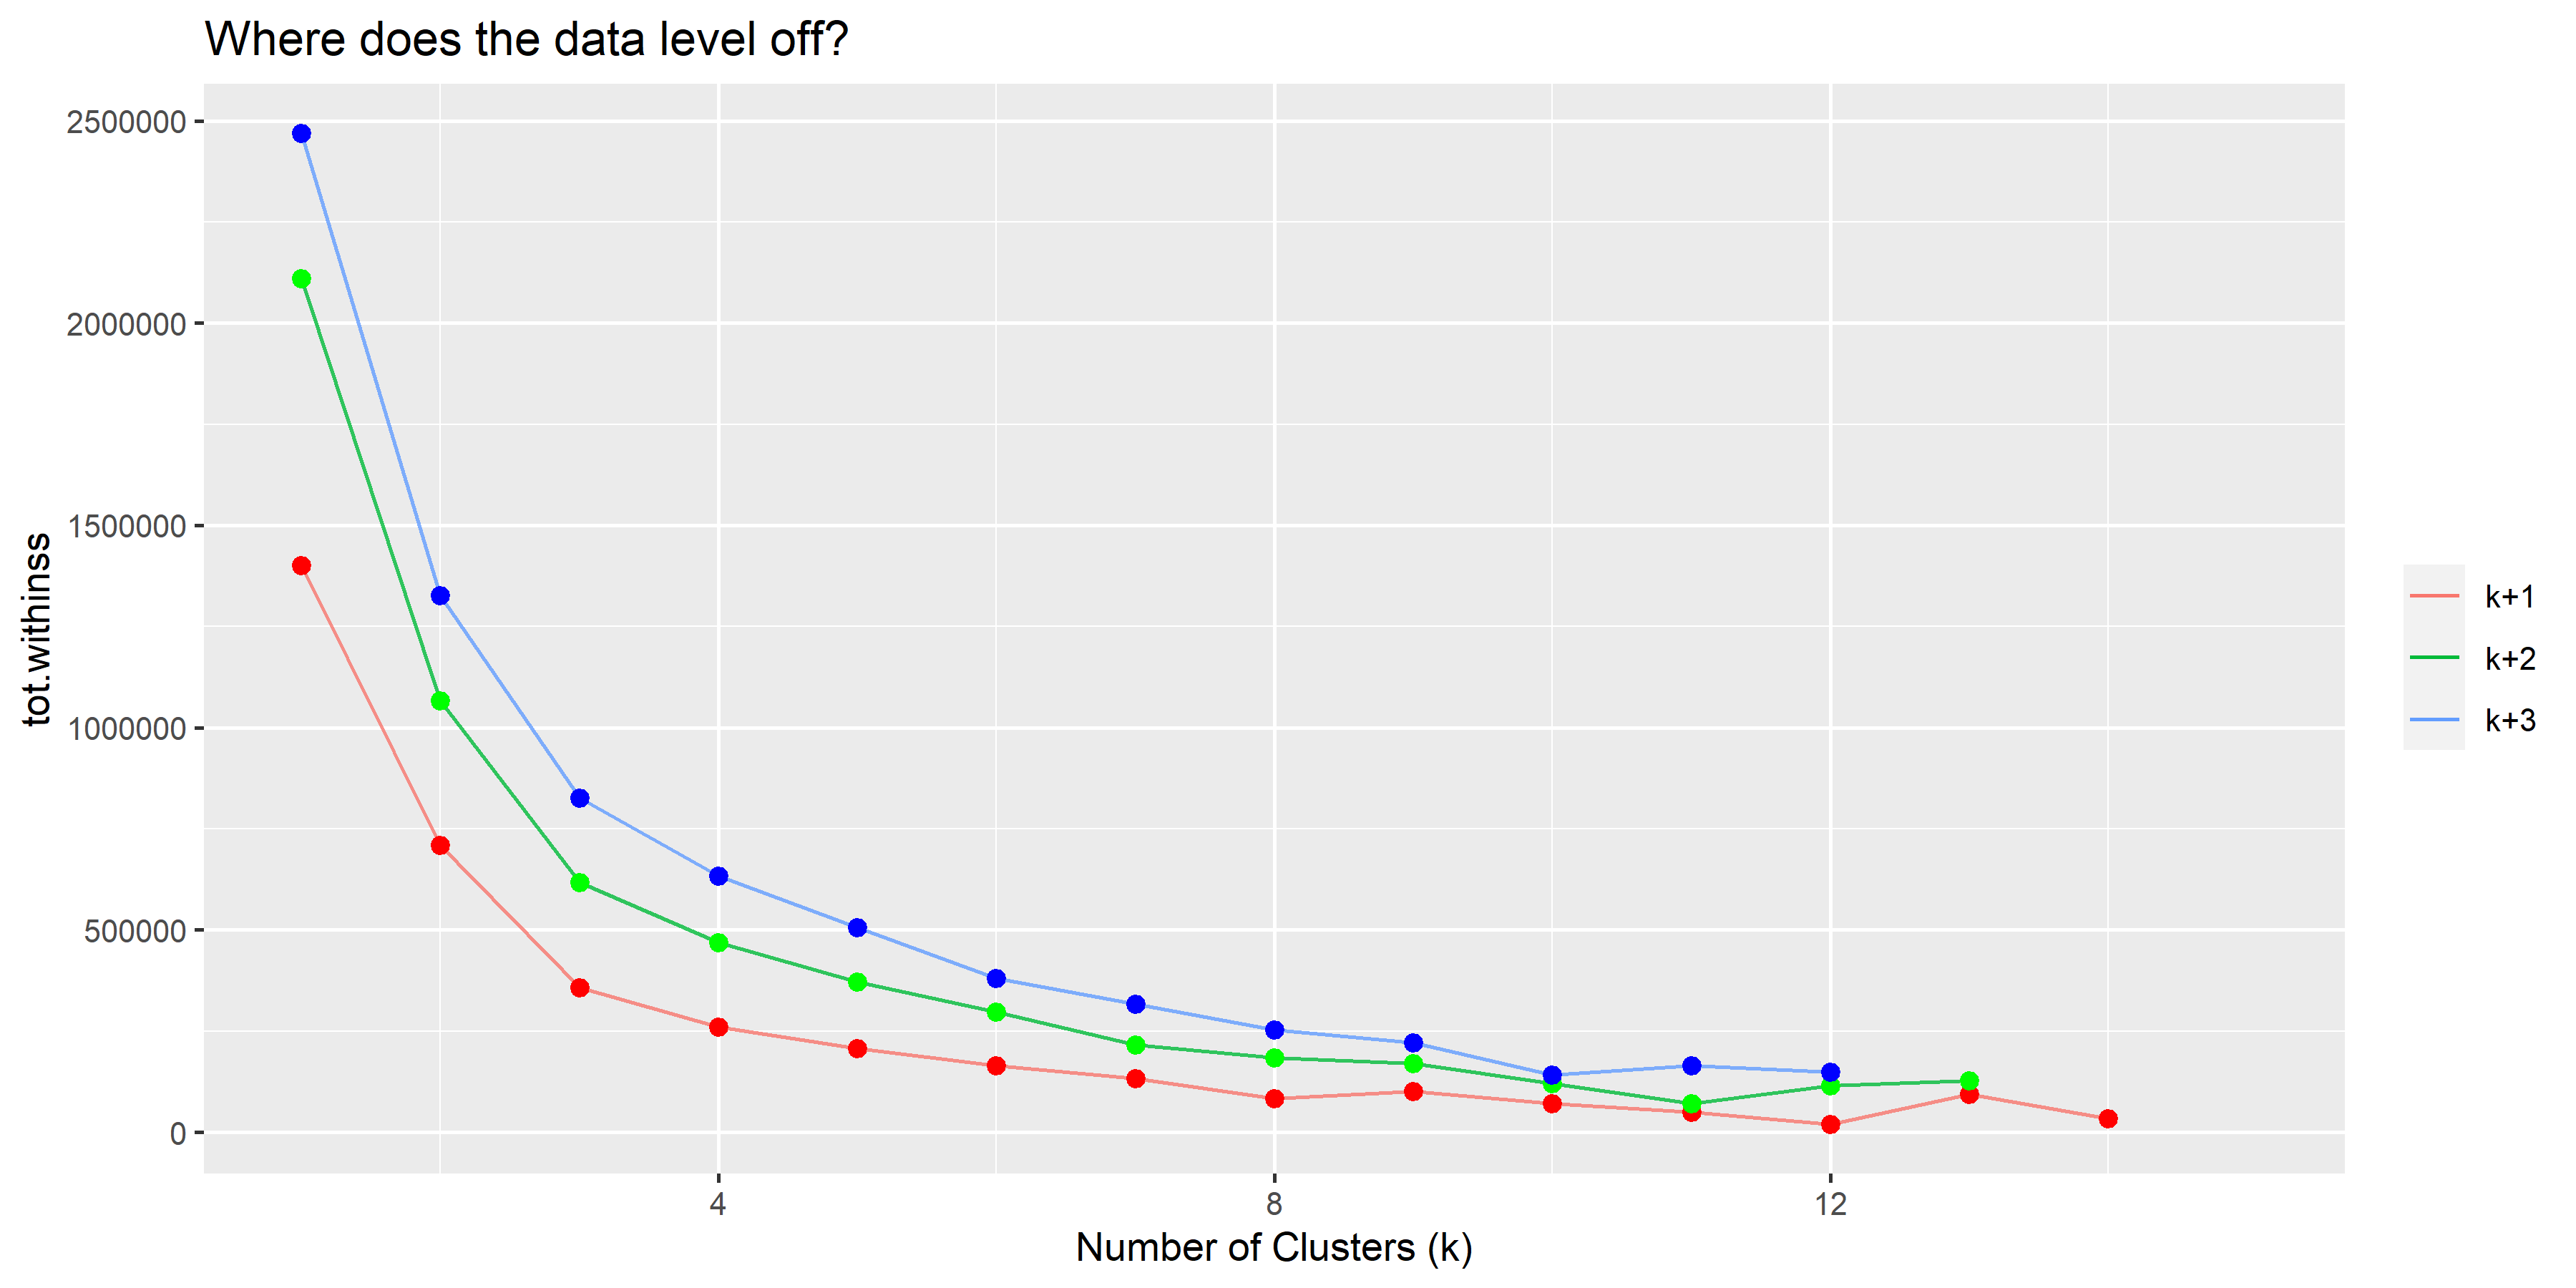 Where does the data level off?
2500000
2000000
1500000
1000000
500000
0
tot.withinss
4 8 12
Number of Clusters (k)
k+1
k+2
k+3